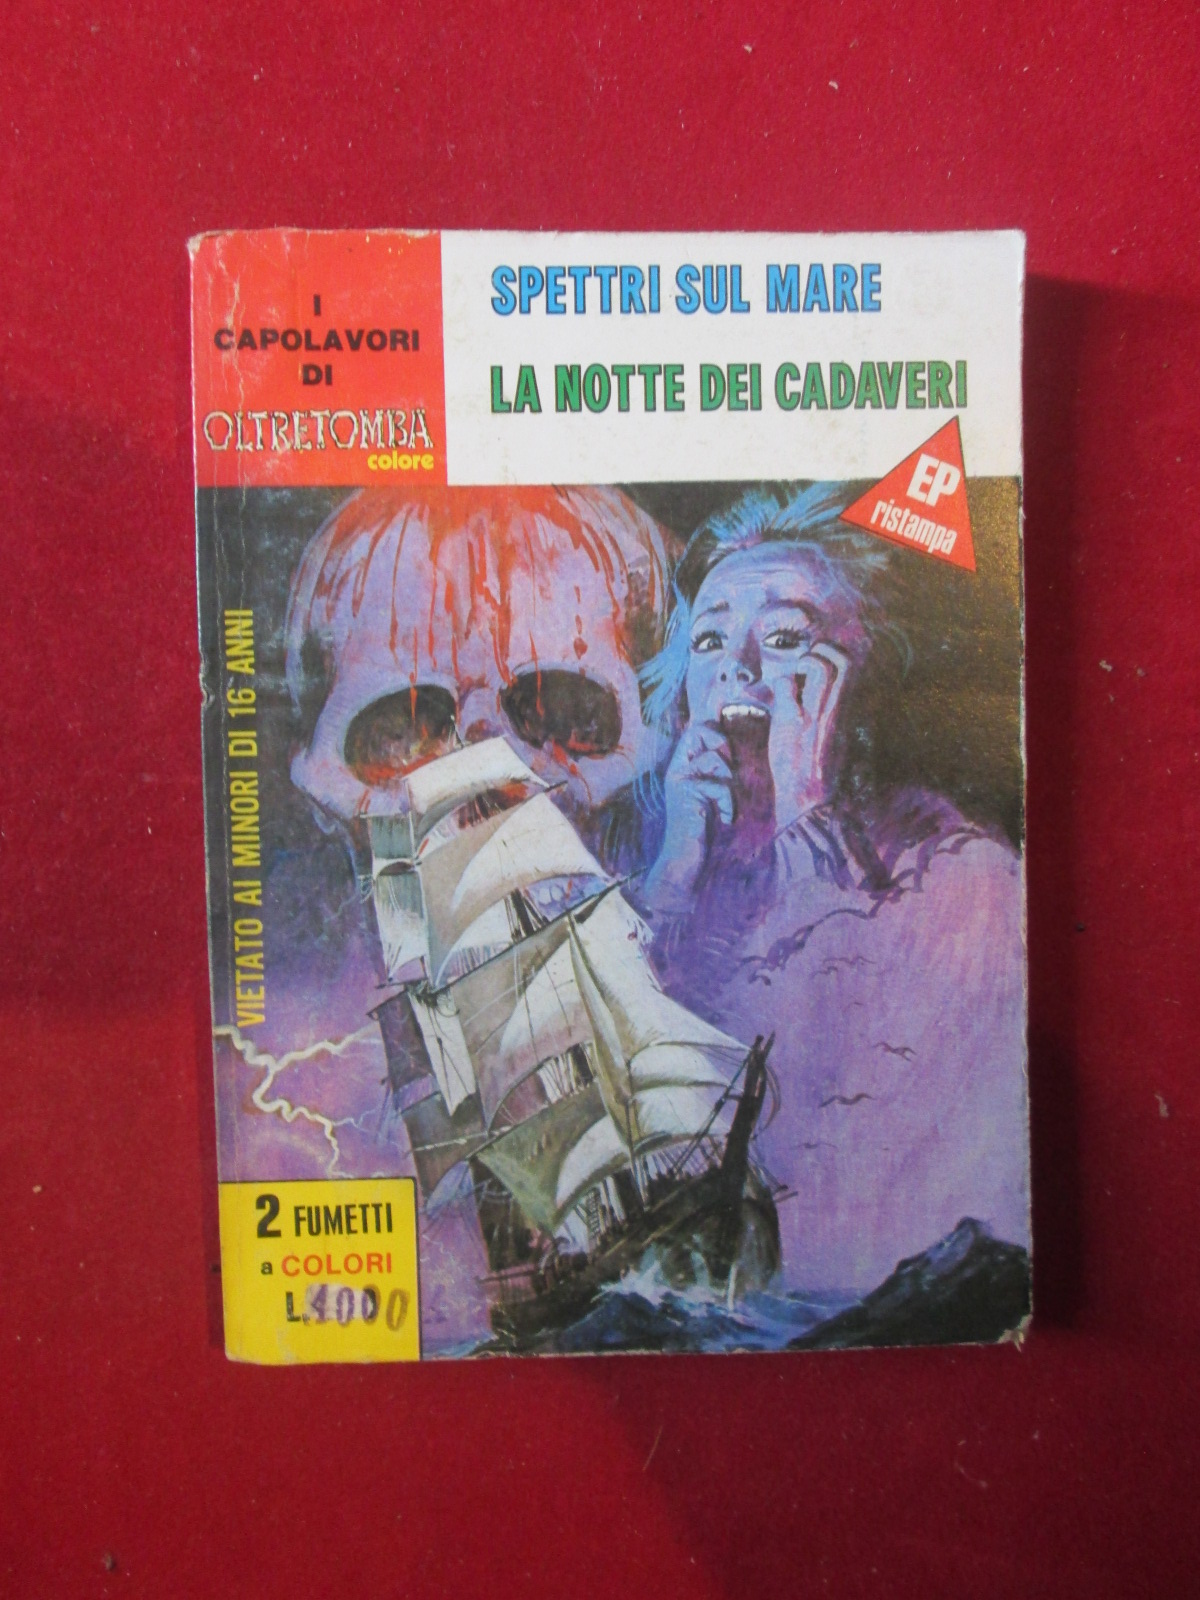 I
CAPOLAVORI
DI
OLTRETOMBA
colore
SPETTRI SUL MARE
LA NOTTE DEI CADAVERI
EP
ristampa
VIETATO AI MINORI DI 16 ANNI
2 FUMETTI
a COLORI
L.1000